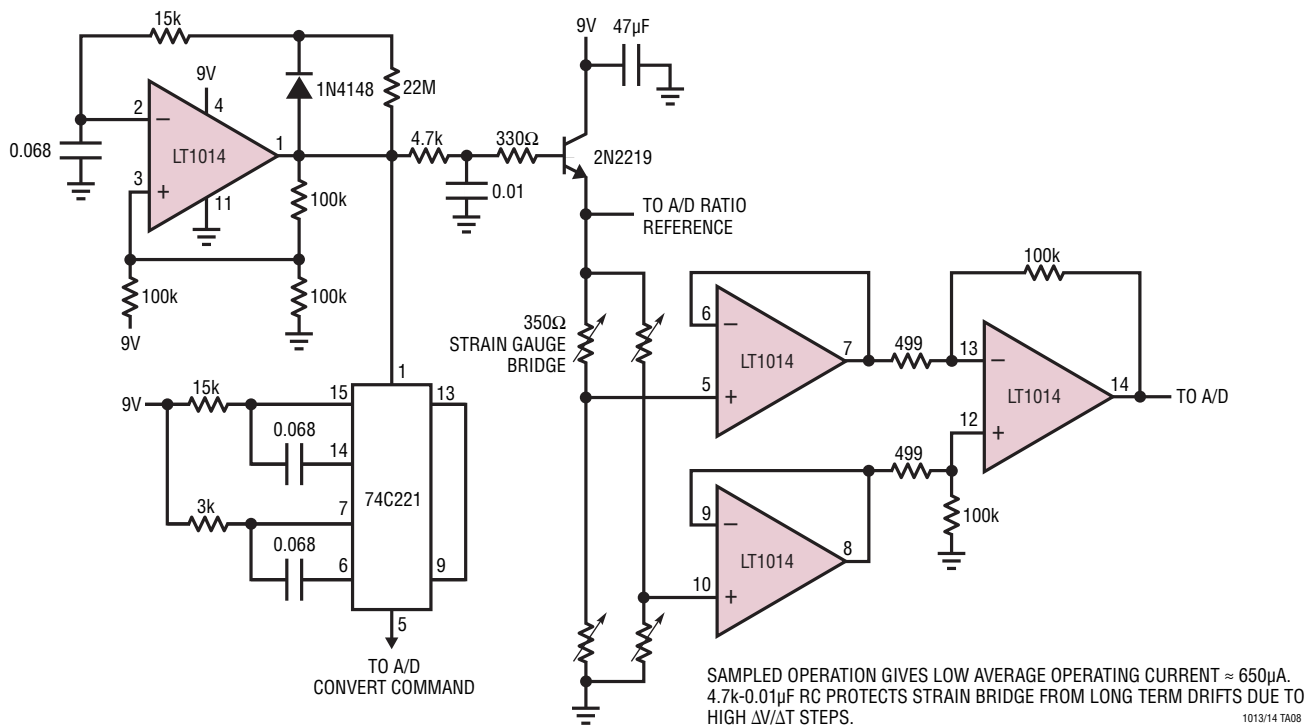 15k
9V
1N4148
22M
2
−
4
0.068
LT1014
1
3
+
11
100k
100k
100k
9V
4.7k
0.01
330Ω
9V
47µF
2N2219
TO A/D RATIO
REFERENCE
350Ω
STRAIN GAUGE
BRIDGE
9V
15k
0.068
3k
0.068
1
15
13
14
74C221
7
6
9
5
TO A/D
CONVERT COMMAND
6
−
LT1014
7
5
+
9
−
LT1014
8
10
+
499
499
100k
13
−
LT1014
14
12
+
100k
TO A/D
SAMPLED OPERATION GIVES LOW AVERAGE OPERATING CURRENT ≈ 650µA.
4.7k-0.01µF RC PROTECTS STRAIN BRIDGE FROM LONG TERM DRIFTS DUE TO
HIGH ∆V/∆T STEPS.
1013/14 TA08